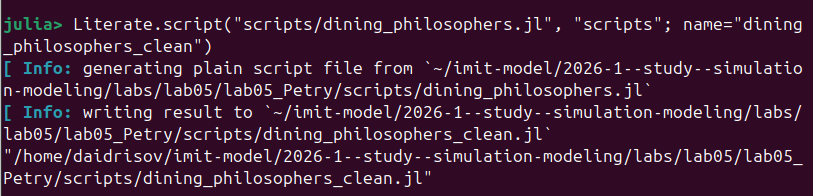 julia> Literate.script("scripts/dining_philosophers.jl", "scripts"; name="dining
_philosophers_clean")
[ Info: generating plain script file from `~/imit-model/2026-1--study--simulatio
n-modeling/labs/lab05/lab05_Petry/scripts/dining_philosophers.jl`
[ Info: writing result to `~/imit-model/2026-1--study--simulation-modeling/labs/
lab05/lab05_Petry/scripts/dining_philosophers_clean.jl`
"/home/daidrisov/imit-model/2026-1--study--simulation-modeling/labs/lab05/lab05_
Petry/scripts/dining_philosophers_clean.jl"